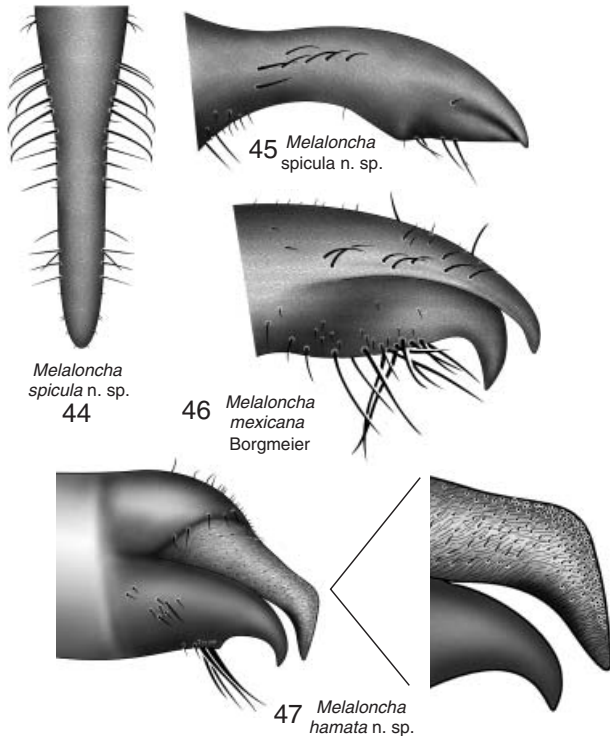 45 Melaloncha
spicula n. sp.
Melaloncha
spicula n. sp.
44
46 Melaloncha
mexicana
Borgmeier
47 Melaloncha
hamata n. sp.